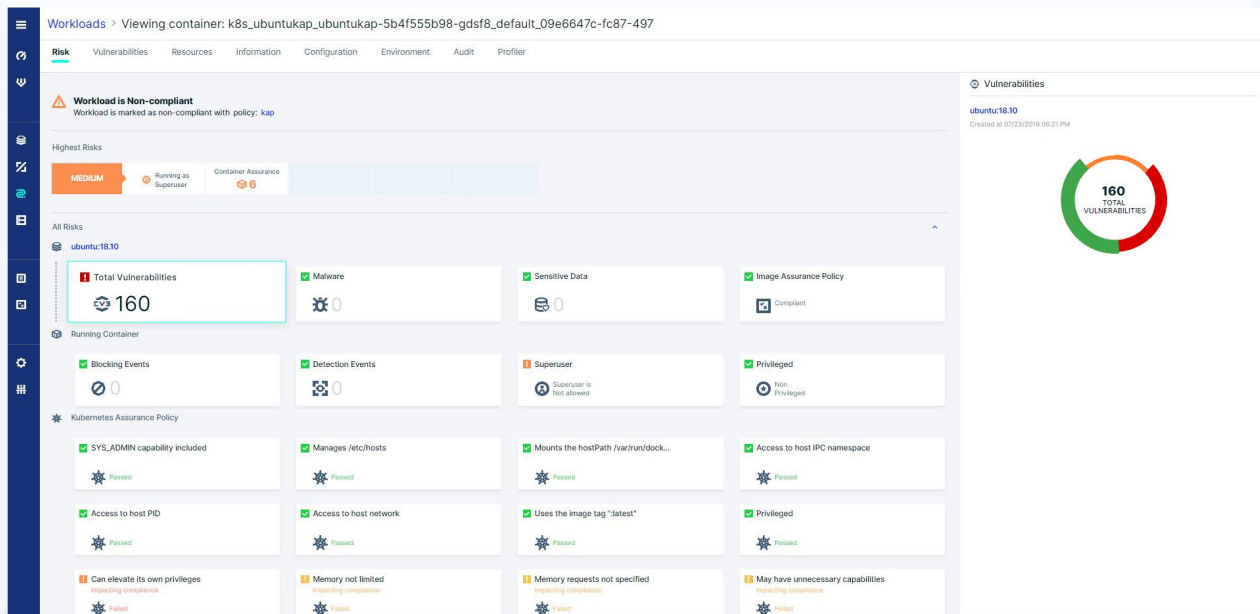 Workloads > Viewing container: k8s_ubuntukap_ubuntukap-5b4f555b98-gdsf8_default_09e6647c-fc87-497
Risk Vulnerabilities Resources Information Configuration Environment Audit Profiler
Workload is Non-compliant
Workload is marked as non-compliant with policy: kap
Highest Risks
MEDIUM
Running as
Superuser
Container Assurance
6
All Risks
ubuntu:18.10
Total Vulnerabilities
CVE 160
Malware
0
Sensitive Data
0
Image Assurance Policy
Compliant
Running Container
Blocking Events
0
Detection Events
0
Superuser
Superuser is
Not allowed
Privileged
Non
Privileged
Kubernetes Assurance Policy
SYS_ADMIN capability included
Passed
Manages /etc/hosts
Passed
Mounts the hostPath /var/run/dock...
Passed
Access to host IPC namespace
Passed
Access to host PID
Passed
Access to host network
Passed
Uses the image tag ":latest"
Passed
Privileged
Passed
Can elevate its own privileges
Impacting compliance
Failed
Memory not limited
Impacting compliance
Failed
Memory requests not specified
Impacting compliance
Failed
May have unnecessary capabilities
Impacting compliance
Failed
Vulnerabilities
ubuntu:18.10
Created at 07/23/2019 06:21 PM
160
TOTAL
VULNERABILITIES